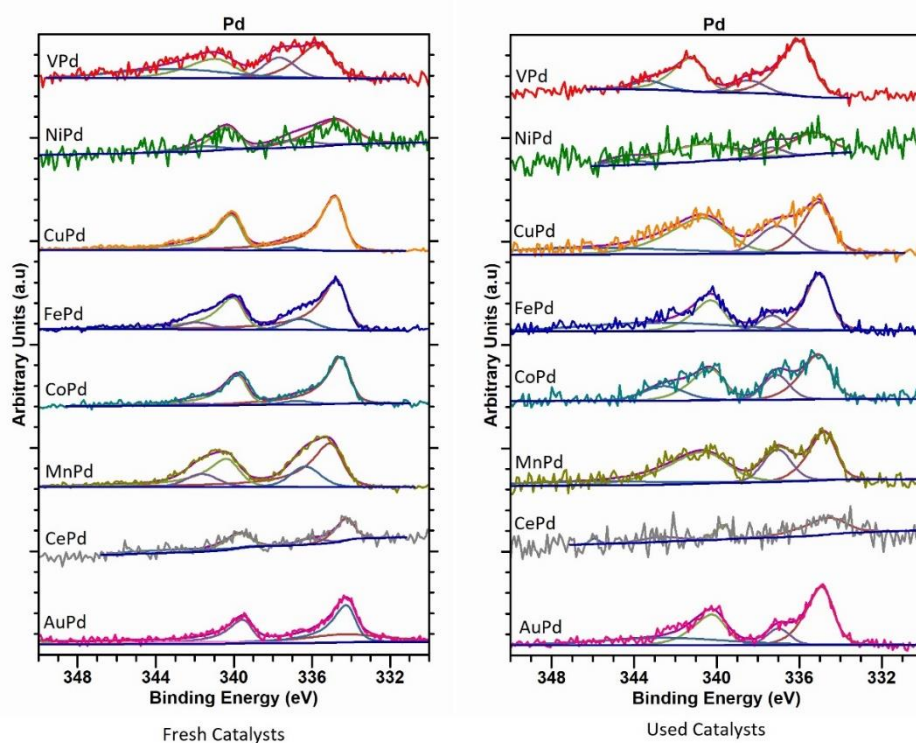 Pd
VPd
NiPd
CuPd
FePd
CoPd
MnPd
CePd
AuPd
Arbitrary Units (a.u)
348 344 340 336 332
Binding Energy (eV)
Fresh Catalysts
Pd
VPd
NiPd
CuPd
FePd
CoPd
MnPd
CePd
AuPd
Arbitrary Units (a.u)
348 344 340 336 332
Binding Energy (eV)
Used Catalysts